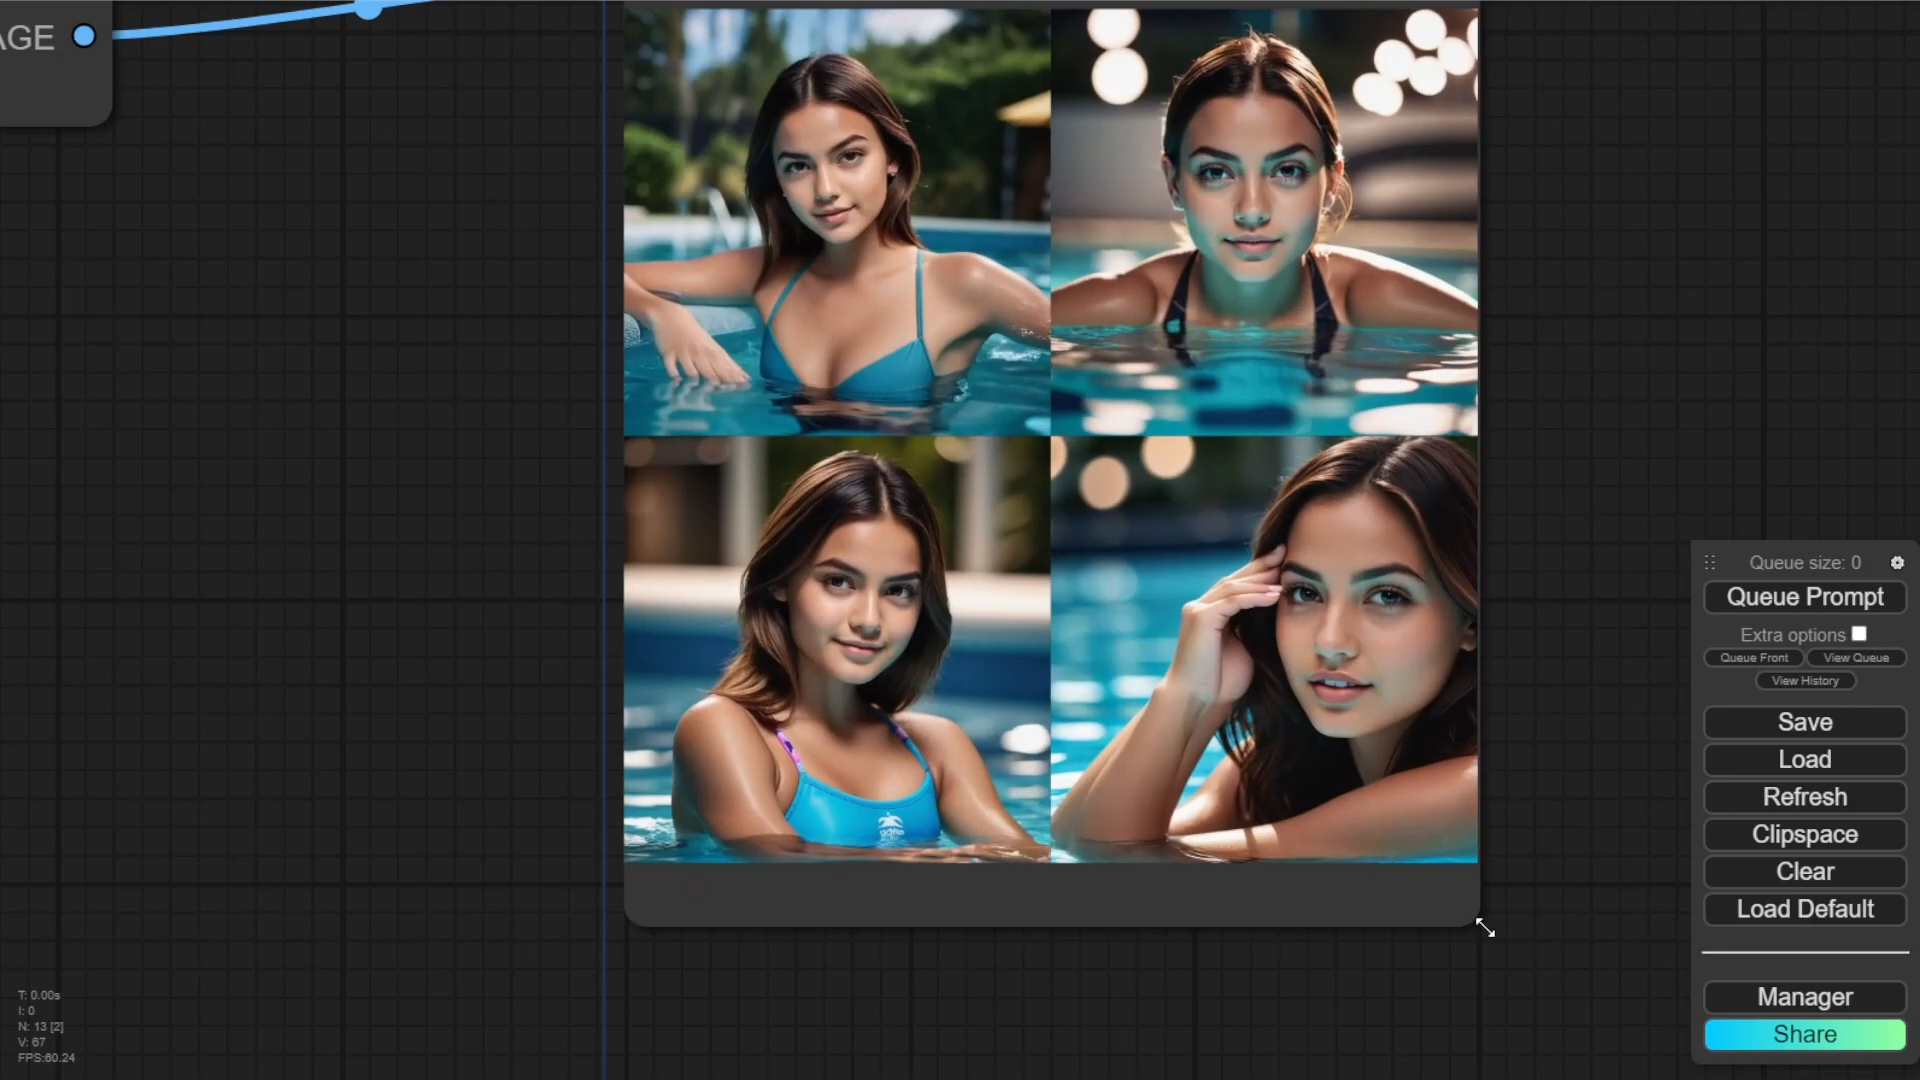 AGE
Queue size: 0
Queue Prompt
Extra options
Queue Front
View Queue
View History
Save
Load
Refresh
Clipspace
Clear
Load Default
Manager
Share
T: 0.00s
I: 0
N: 13 [2]
V: 67
FPS:60.24